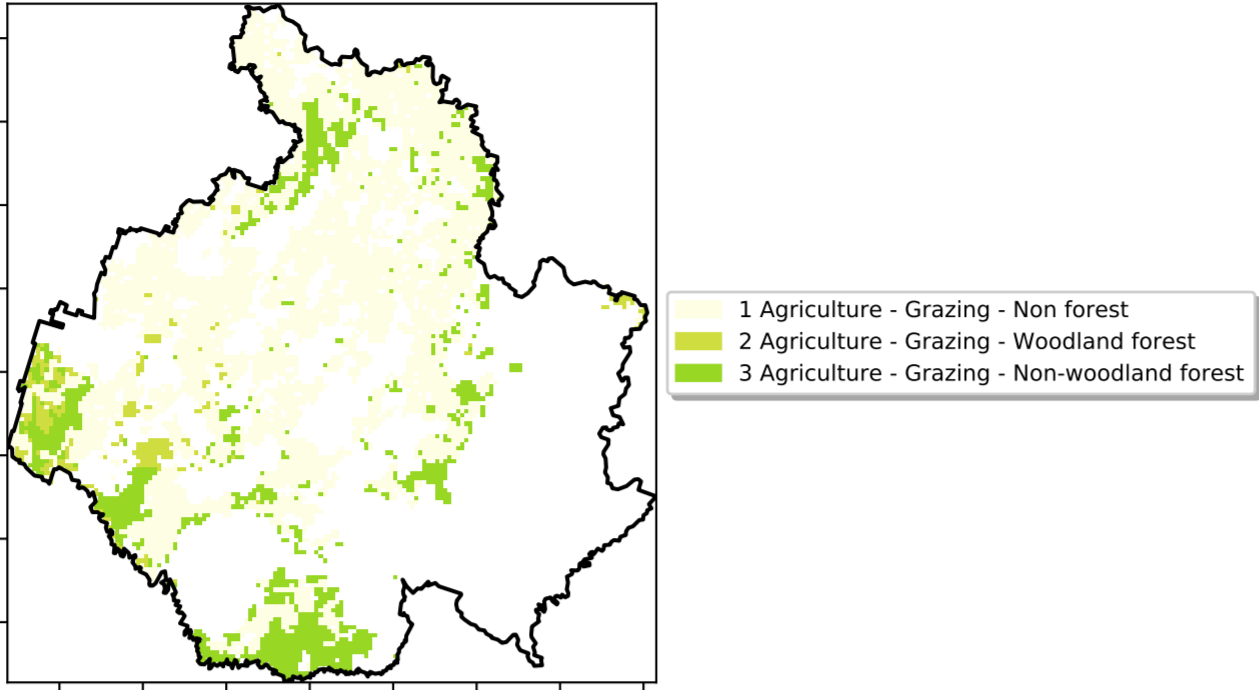 1 Agriculture - Grazing - Non forest
2 Agriculture - Grazing - Woodland forest
3 Agriculture - Grazing - Non-woodland forest